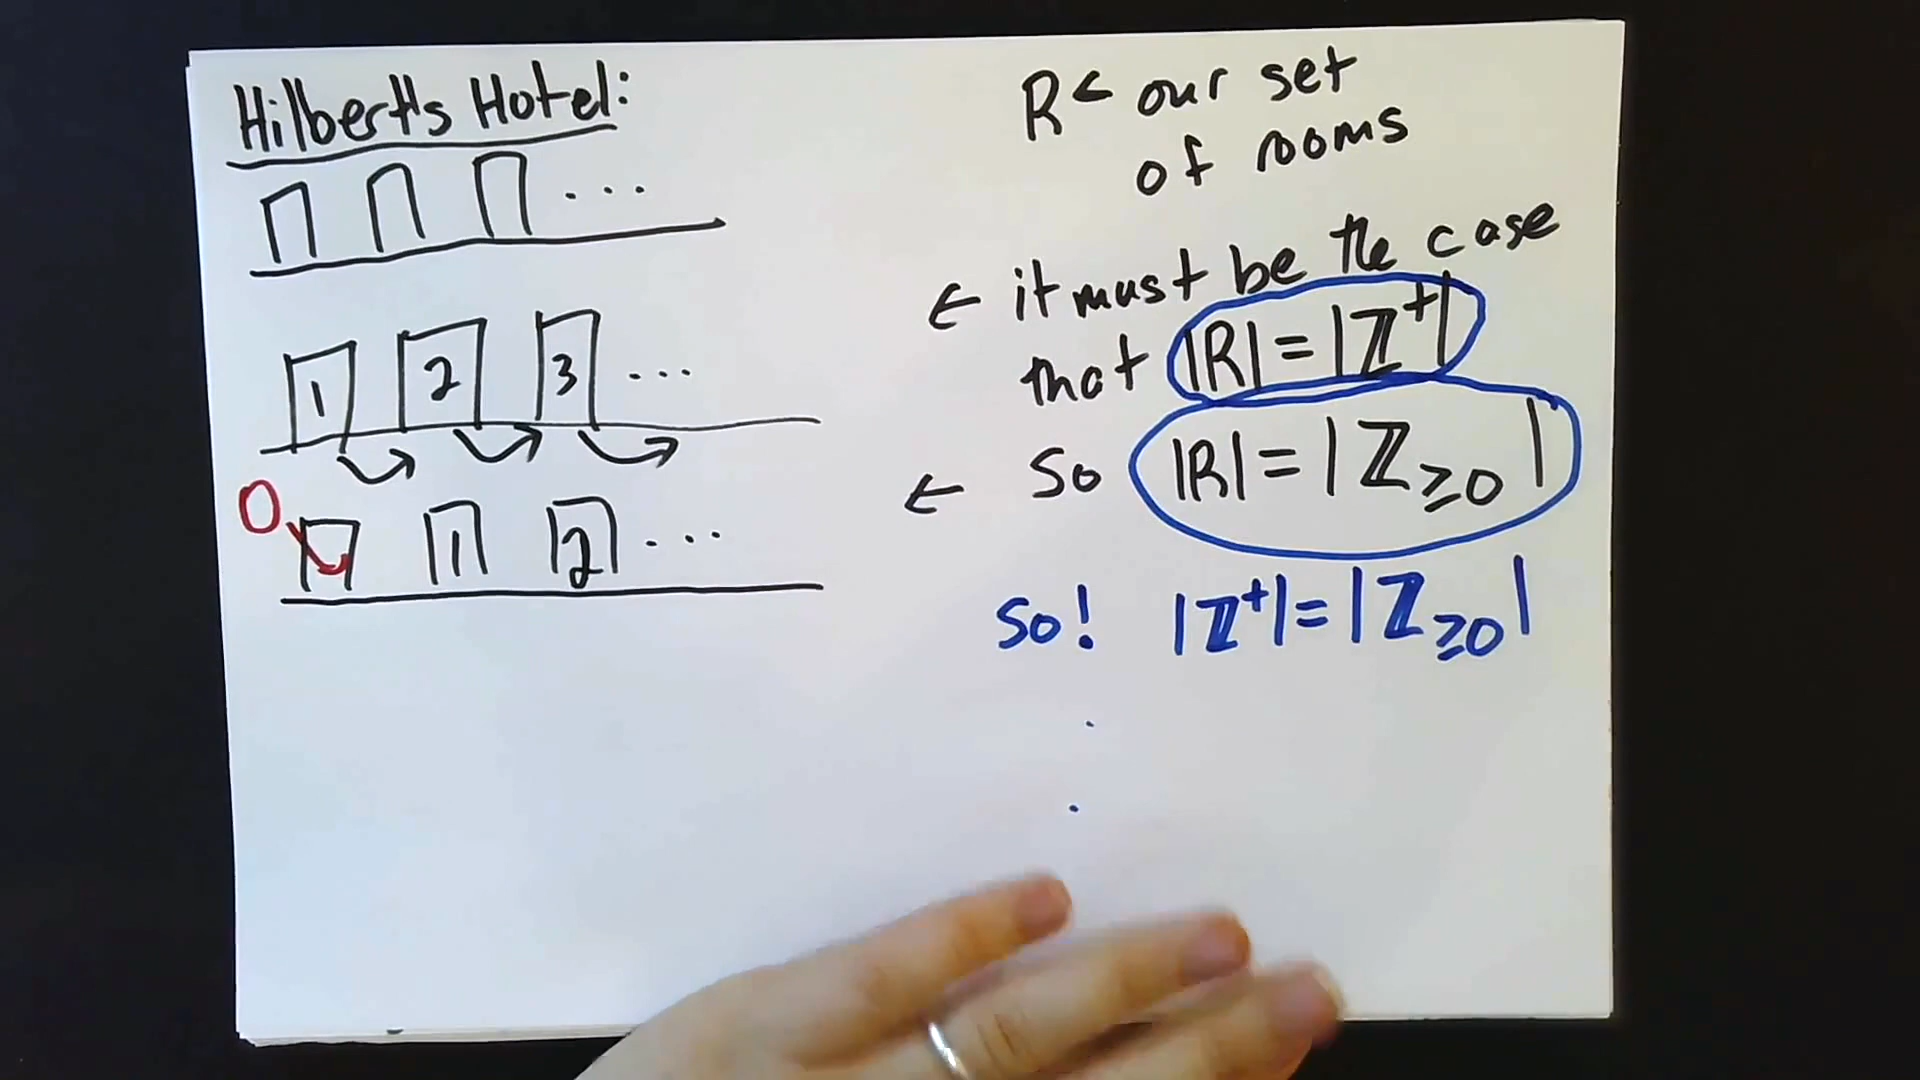 Hilbert's Hotel:
1 2 3 ...
0 1 2 ...
R ← our set
of rooms
← it must be the case
that |R| = |ℤ⁺|
← so |R| = |ℤ≥0|
so! |ℤ⁺| = |ℤ≥0|